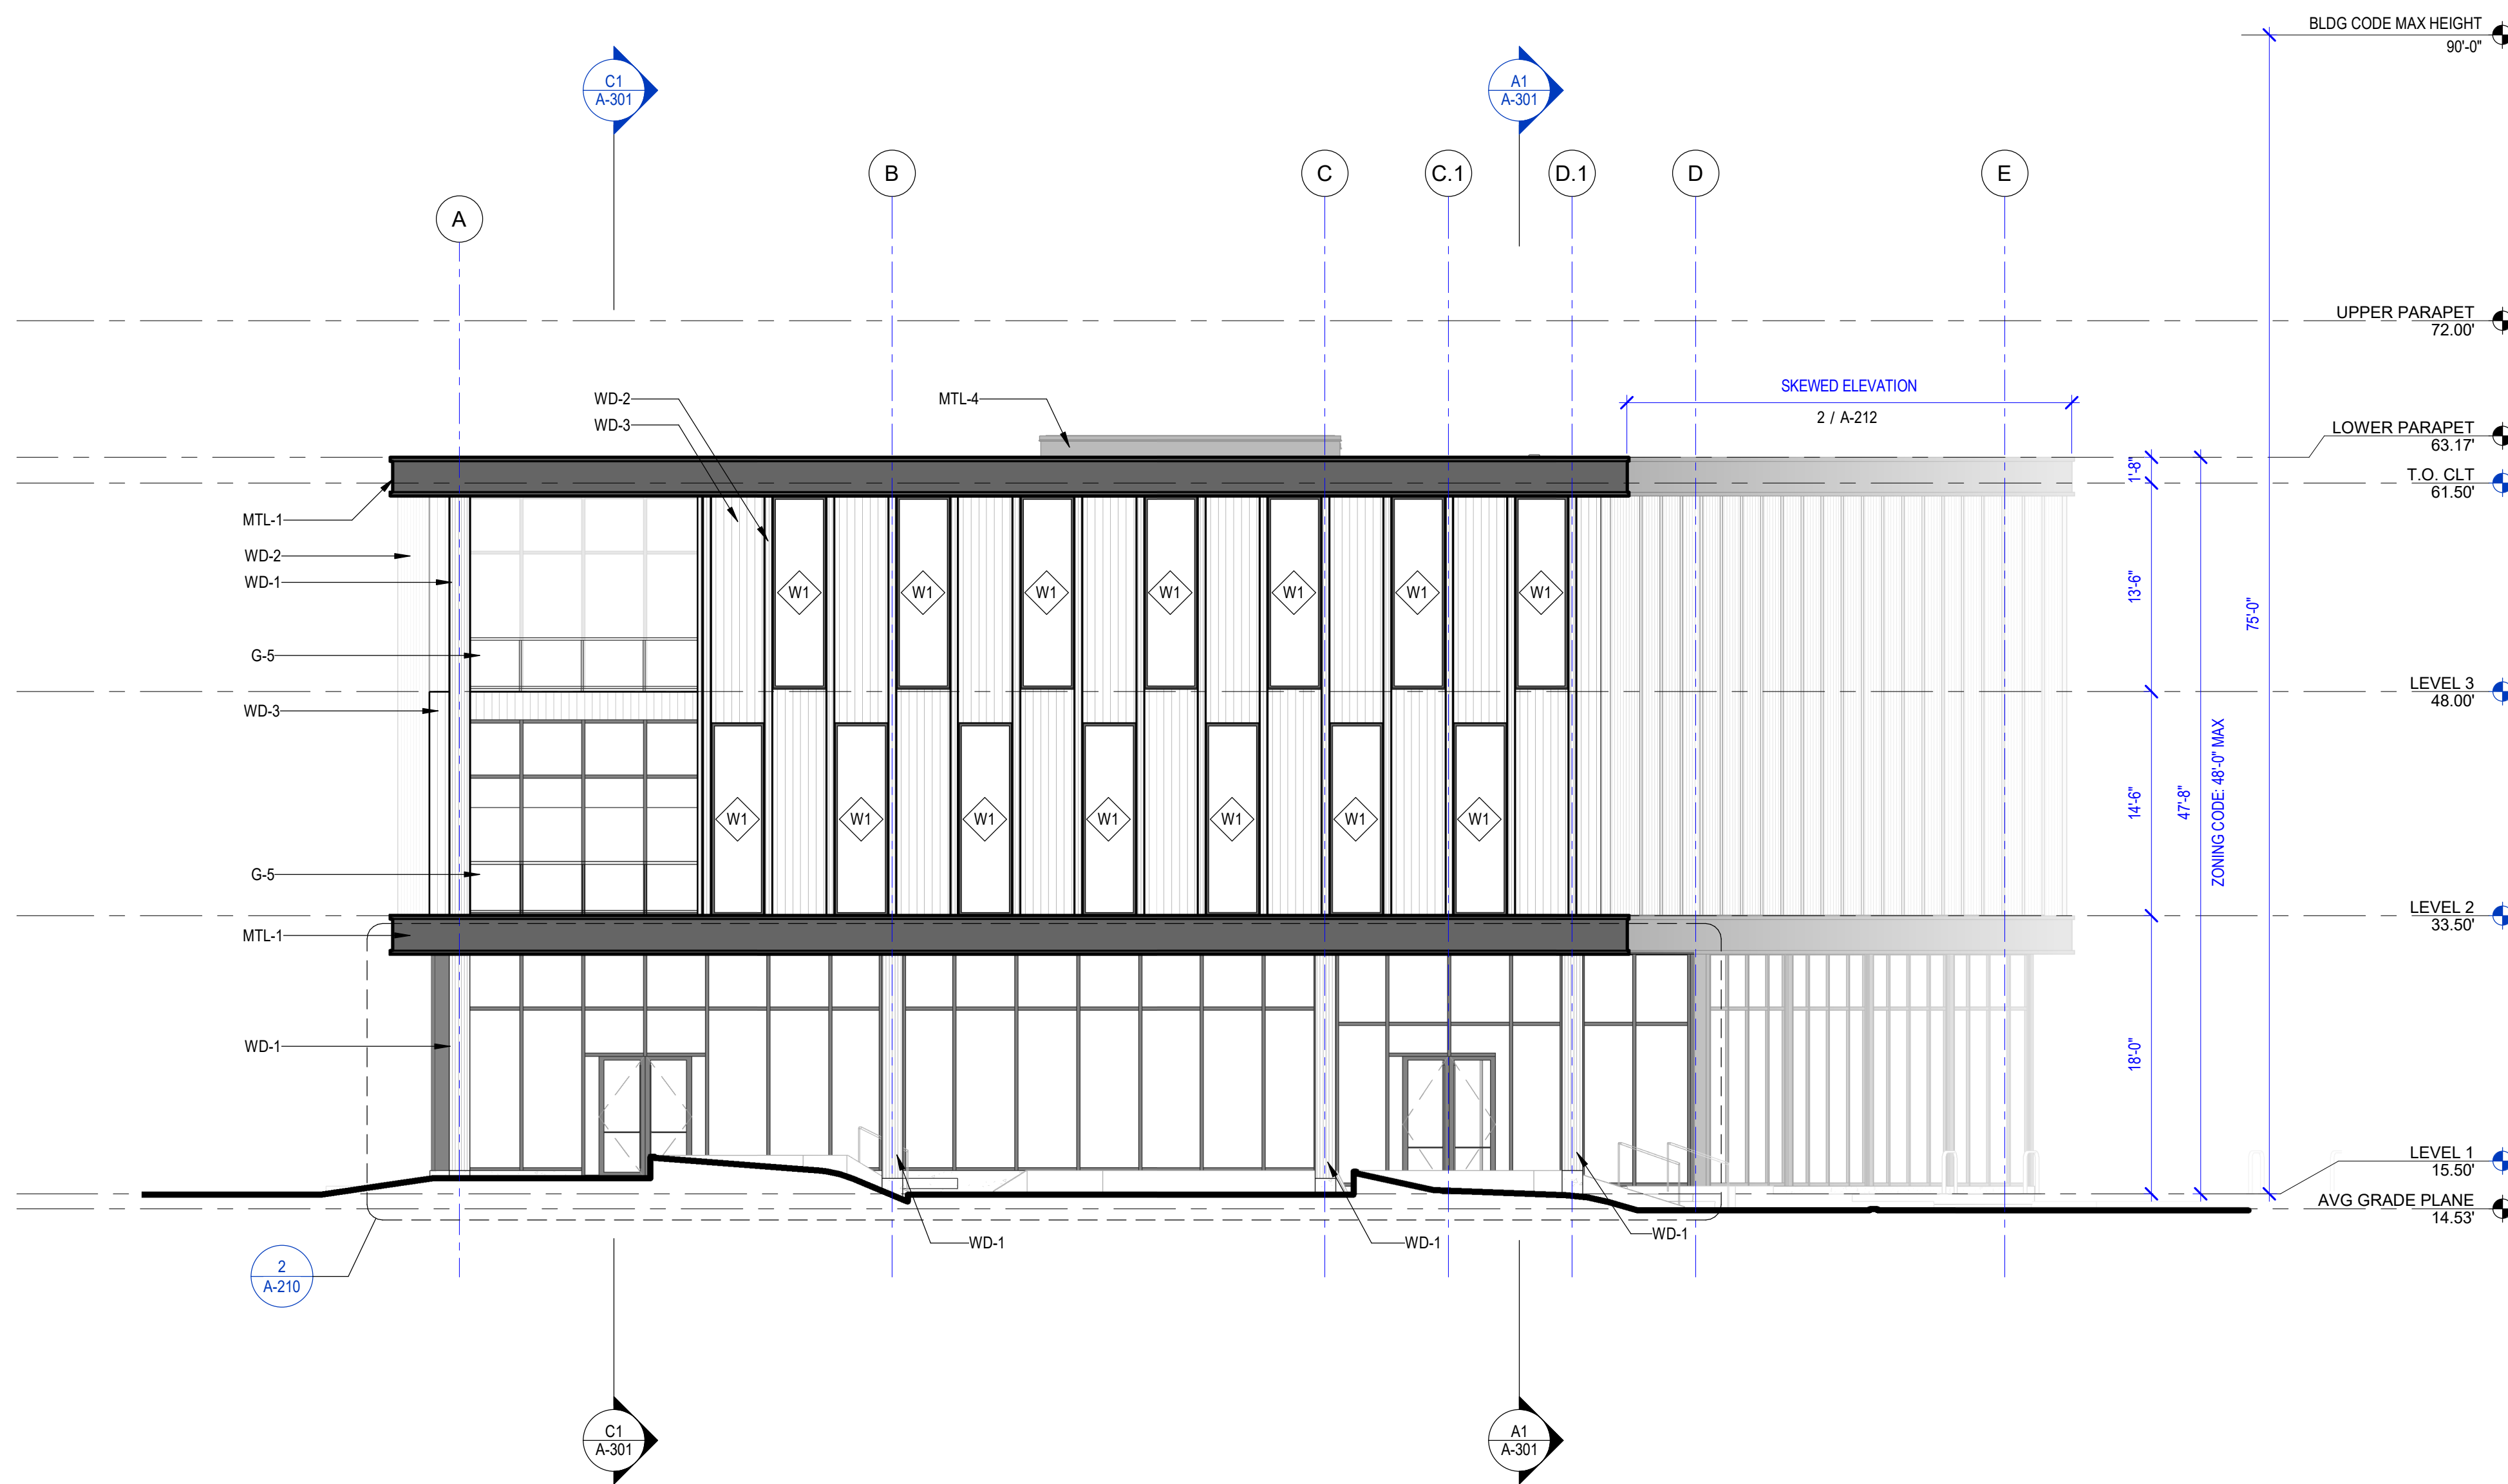 BLDG CODE MAX HEIGHT
90'-0"
C1
A-301
A1
A-301
A
B
C
C.1
D.1
D
E
UPPER PARAPET
72.00'
SKEWED ELEVATION
2 / A-212
WD-2
WD-3
MTL-4
LOWER PARAPET
63.17'
T.O. CLT
61.50'
1'-8"
MTL-1
WD-2
WD-1
W1
W1
W1
W1
W1
W1
W1
13'-6"
75'-0"
G-5
LEVEL 3
48.00'
WD-3
W1
W1
W1
W1
W1
W1
W1
14'-6"
47'-8"
ZONING CODE: 48'-0" MAX
G-5
LEVEL 2
33.50'
MTL-1
WD-1
18'-0"
LEVEL 1
15.50'
AVG GRADE PLANE
14.53'
WD-1
WD-1
WD-1
2
A-210
C1
A-301
A1
A-301